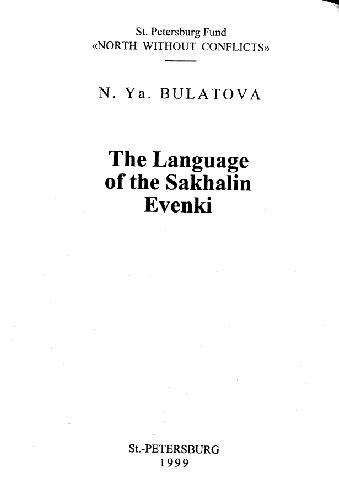 St. Petersburg Fund
«NORTH WITHOUT CONFLICTS»
N. Ya. BULATOVA
The Language
of the Sakhalin
Evenki
St.-PETERSBURG
1999